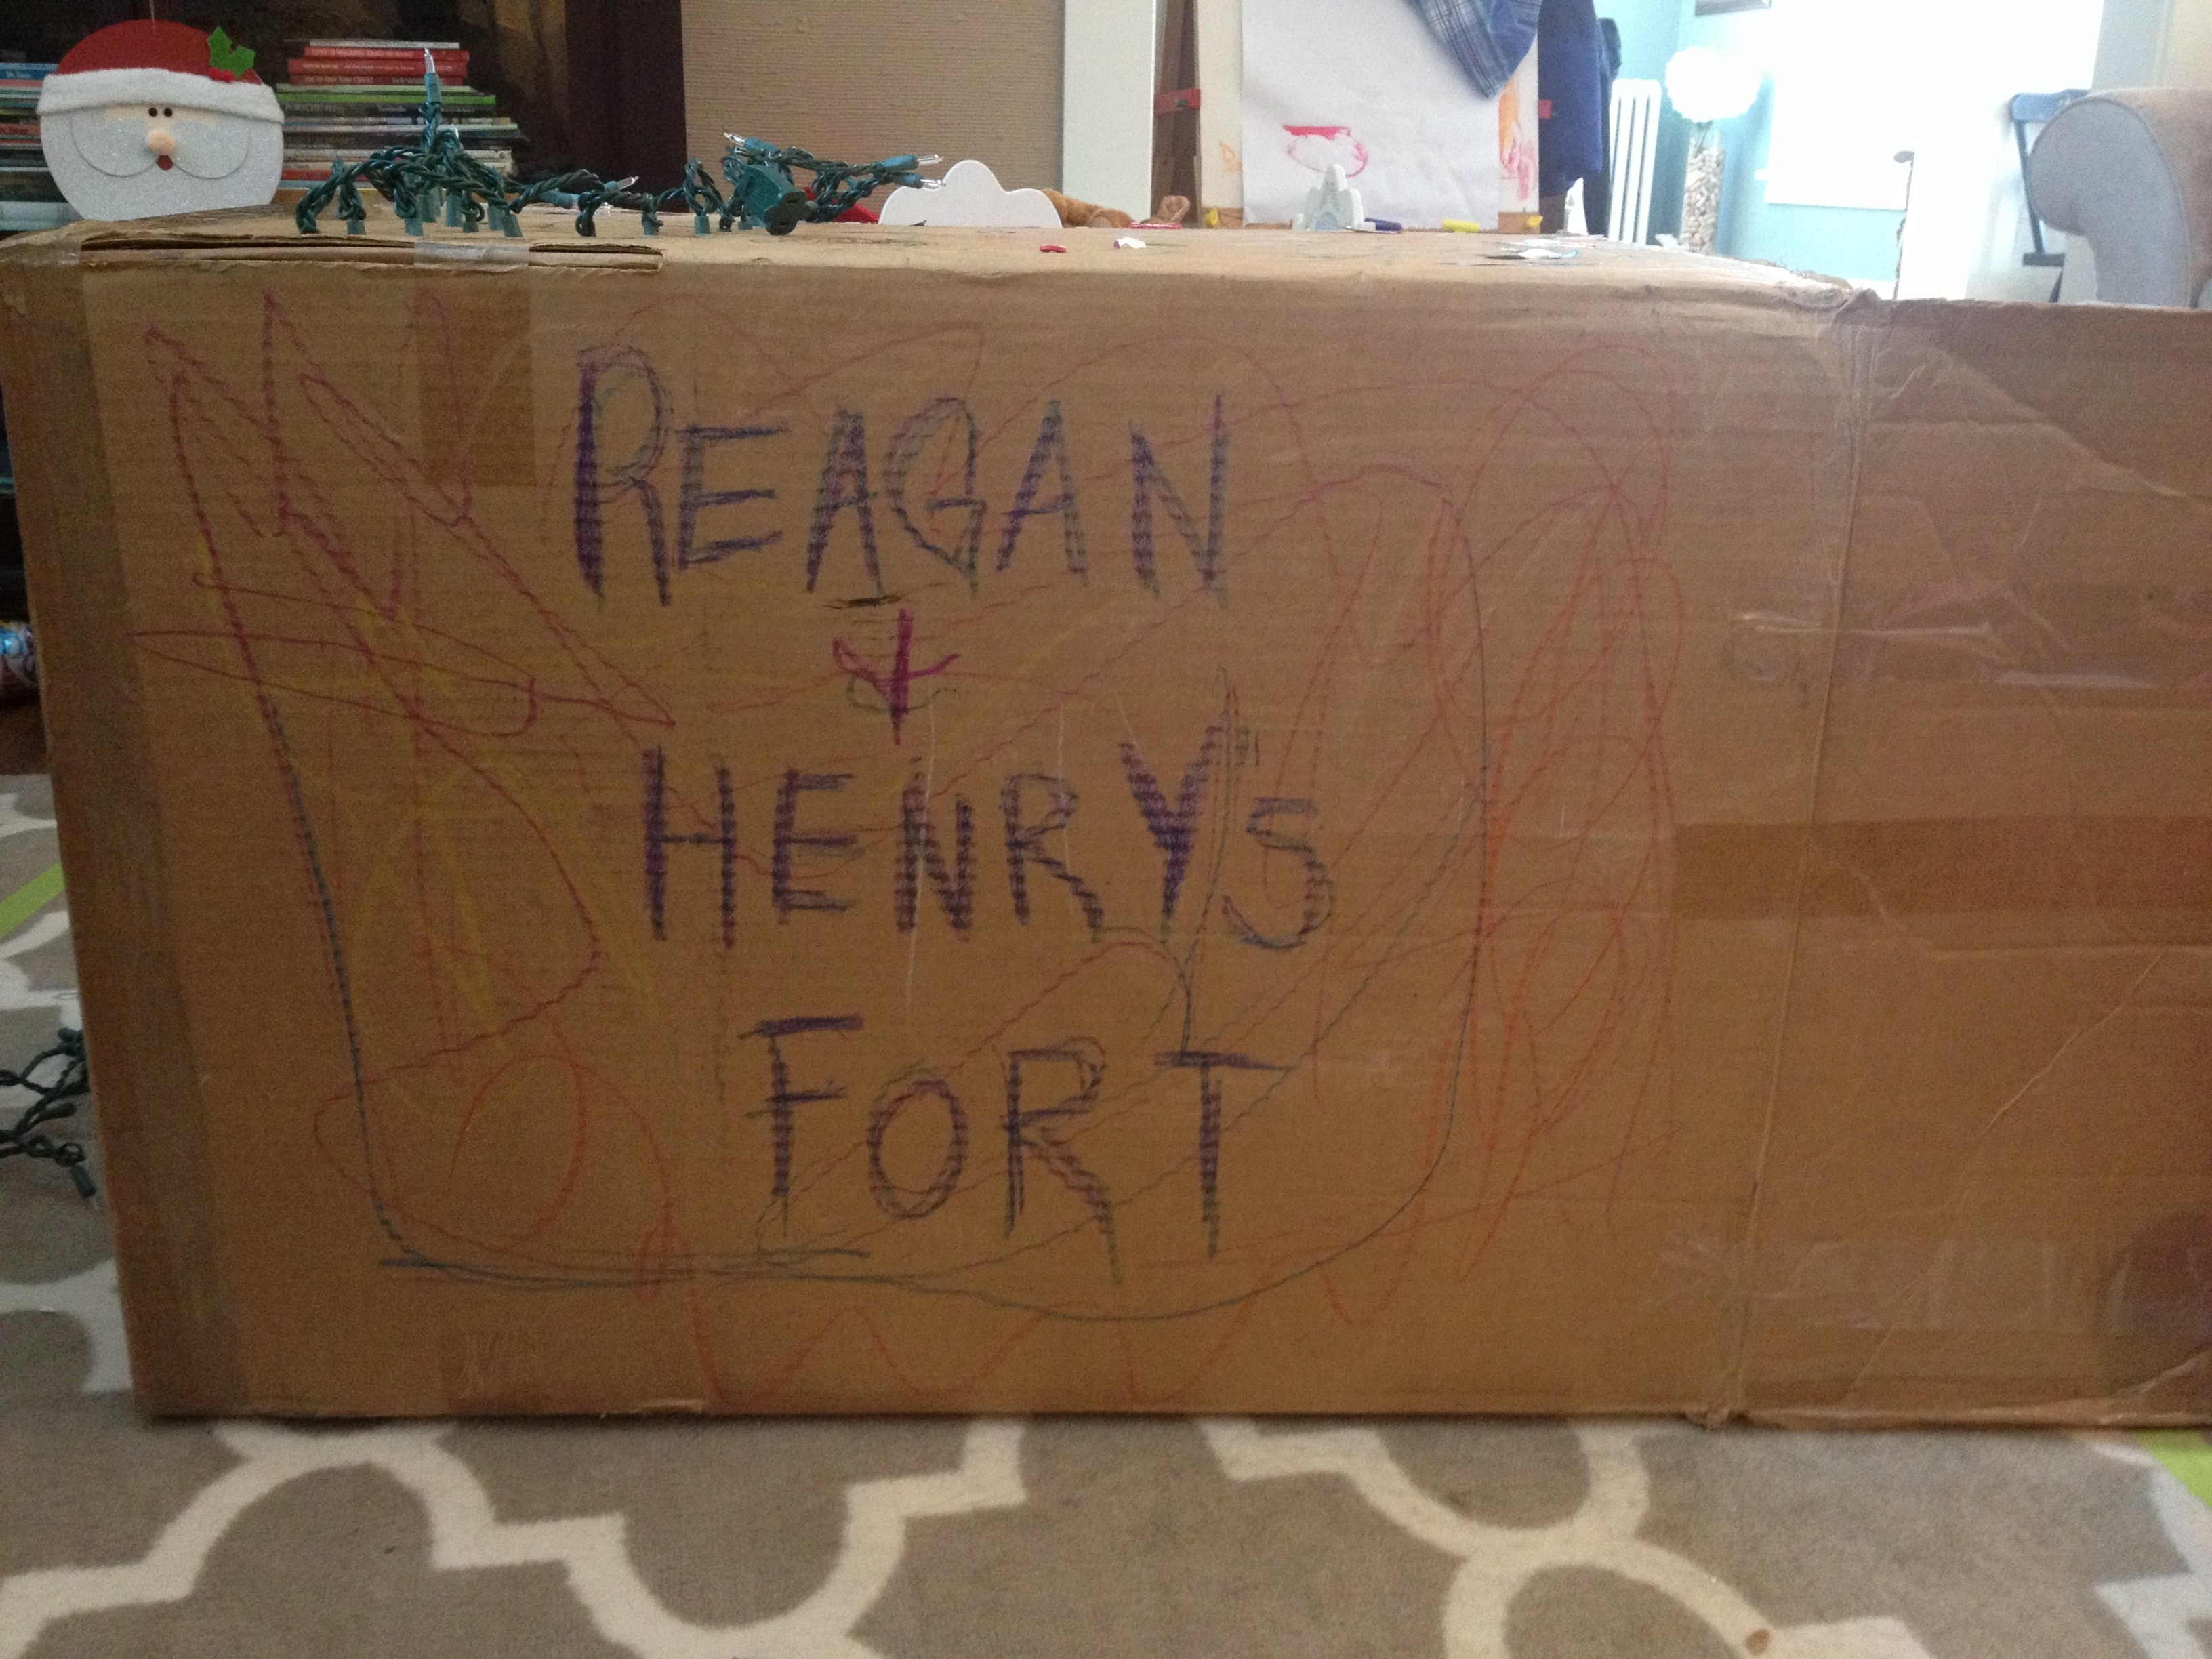 REAGAN
+
HENRY'S
FORT